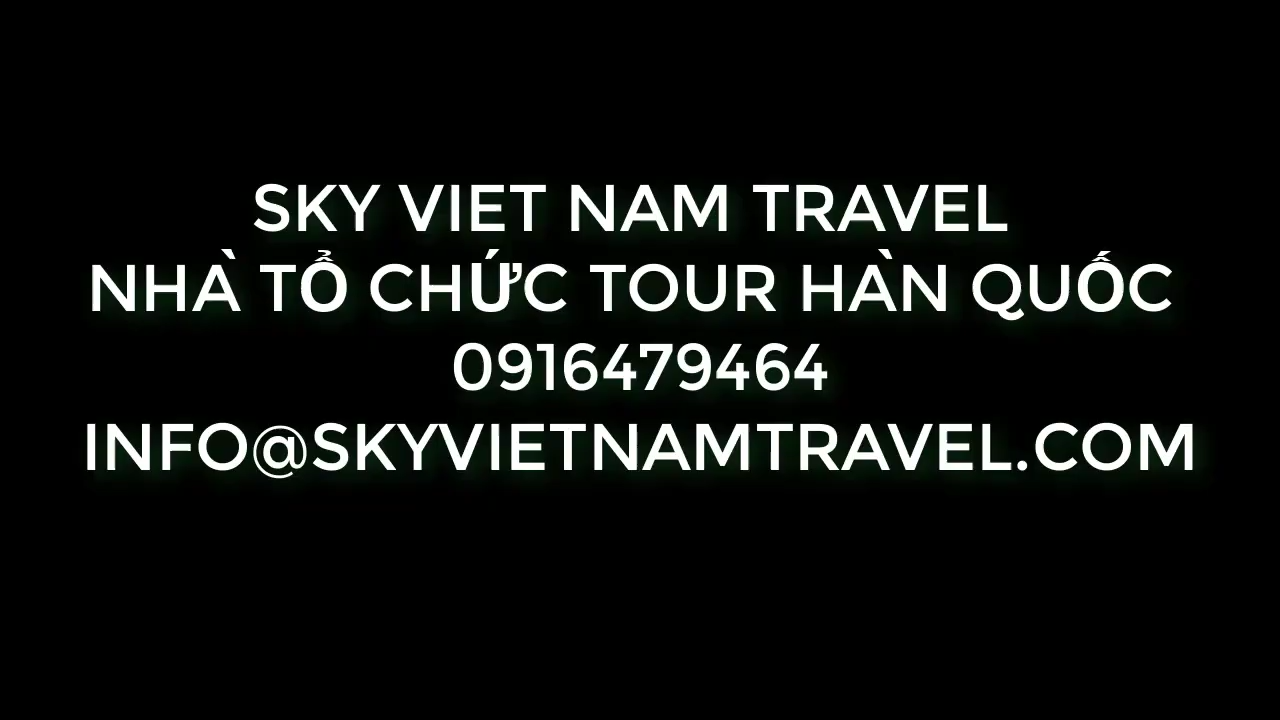 SKY VIET NAM TRAVEL
NHÀ TỔ CHỨC TOUR HÀN QUỐC
0916479464
INFO@SKYVIETNAMTRAVEL.COM